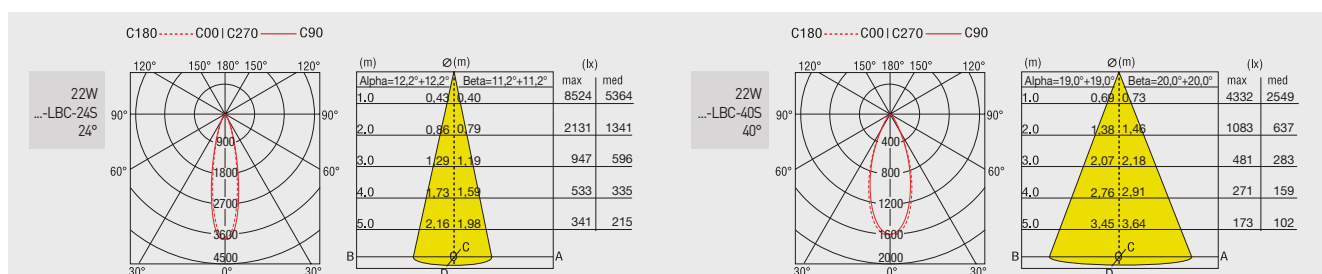 C180 ------ C00 | C270 —— C90
120° 150° 180° 150° 120°
22W
...-LBC-24S
24°
90° 90°
60° 60°
30° 0° 30°
900
1800
2700
3600
4500
(m) Ø(m) (lx)
Alpha=12,2°+12,2° Beta=11,2°+11,2° max med
1.0 0,43 0,40 8524 5364
2.0 0,86 0,79 2131 1341
3.0 1,29 1,19 947 596
4.0 1,73 1,59 533 335
5.0 2,16 1,98 341 215
B C A
D
C180 ------ C00 | C270 —— C90
120° 150° 180° 150° 120°
22W
...-LBC-40S
40°
90° 90°
60° 60°
30° 0° 30°
400
800
1200
1600
2000
(m) Ø(m) (lx)
Alpha=19,0°+19,0° Beta=20,0°+20,0° max med
1.0 0,69 0,73 4332 2549
2.0 1,38 1,46 1083 637
3.0 2,07 2,18 481 283
4.0 2,76 2,91 271 159
5.0 3,45 3,64 173 102
B C A
D